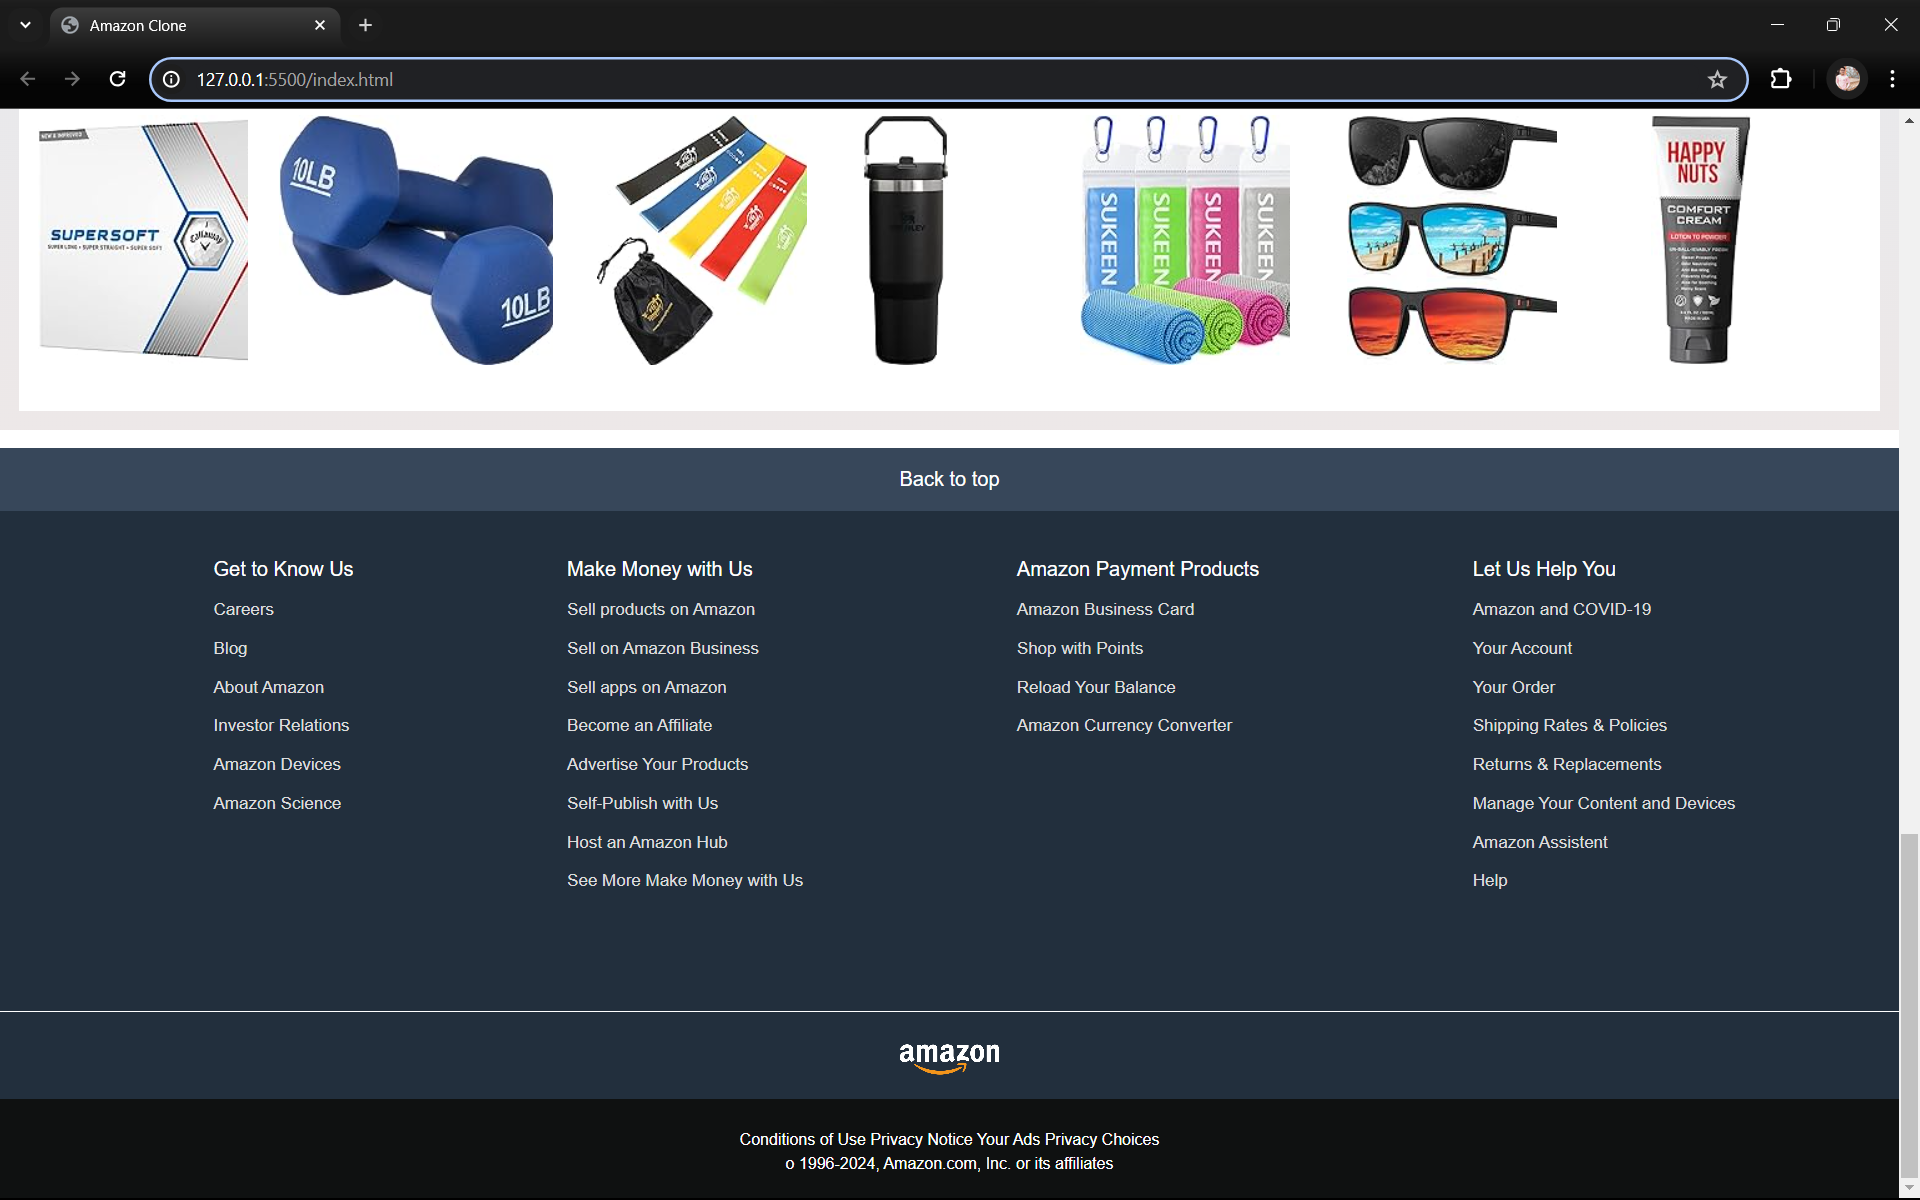 Amazon Clone
127.0.0.1:5500/index.html
NEW & IMPROVED
SUPERSOFT
SUPER LONG • SUPER STRAIGHT • SUPER SOFT
Callaway
10LB
10LB
SUKEEN
SUKEEN
SUKEEN
SUKEEN
HAPPY
NUTS
COMFORT
CREAM
LOTION TO POWDER
Back to top
Get to Know Us
Careers
Blog
About Amazon
Investor Relations
Amazon Devices
Amazon Science
Make Money with Us
Sell products on Amazon
Sell on Amazon Business
Sell apps on Amazon
Become an Affiliate
Advertise Your Products
Self-Publish with Us
Host an Amazon Hub
See More Make Money with Us
Amazon Payment Products
Amazon Business Card
Shop with Points
Reload Your Balance
Amazon Currency Converter
Let Us Help You
Amazon and COVID-19
Your Account
Your Order
Shipping Rates & Policies
Returns & Replacements
Manage Your Content and Devices
Amazon Assistent
Help
amazon
Conditions of Use Privacy Notice Your Ads Privacy Choices
o 1996-2024, Amazon.com, Inc. or its affiliates